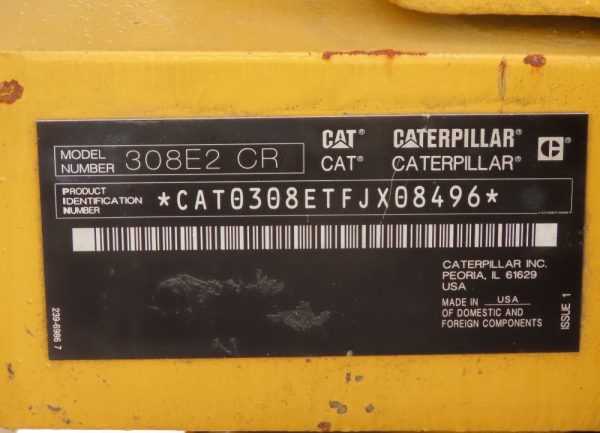 MODEL NUMBER 308E2 CR
CAT® CATERPILLAR®
CAT® CATERPILLAR®
PRODUCT IDENTIFICATION NUMBER *CAT0308ETFJX08496*
CATERPILLAR INC.
PEORIA, IL 61629
USA
MADE IN USA
OF DOMESTIC AND
FOREIGN COMPONENTS
239-6986 7
ISSUE 1